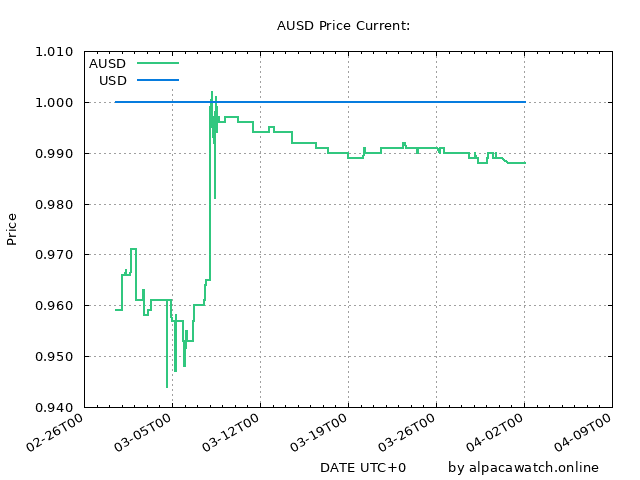 AUSD Price Current:
1.010
AUSD
USD
1.000
0.990
0.980
0.970
0.960
0.950
0.940
Price
02-26T00
03-05T00
03-12T00
03-19T00
03-26T00
04-02T00
04-09T00
DATE UTC+0
by alpacawatch.online